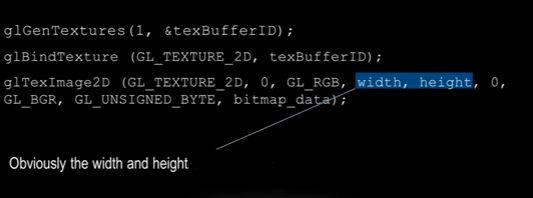 glGenTextures(1, &texBufferID);
glBindTexture (GL_TEXTURE_2D, texBufferID);
glTexImage2D (GL_TEXTURE_2D, 0, GL_RGB, width, height, 0,
GL_BGR, GL_UNSIGNED_BYTE, bitmap_data);
Obviously the width and height